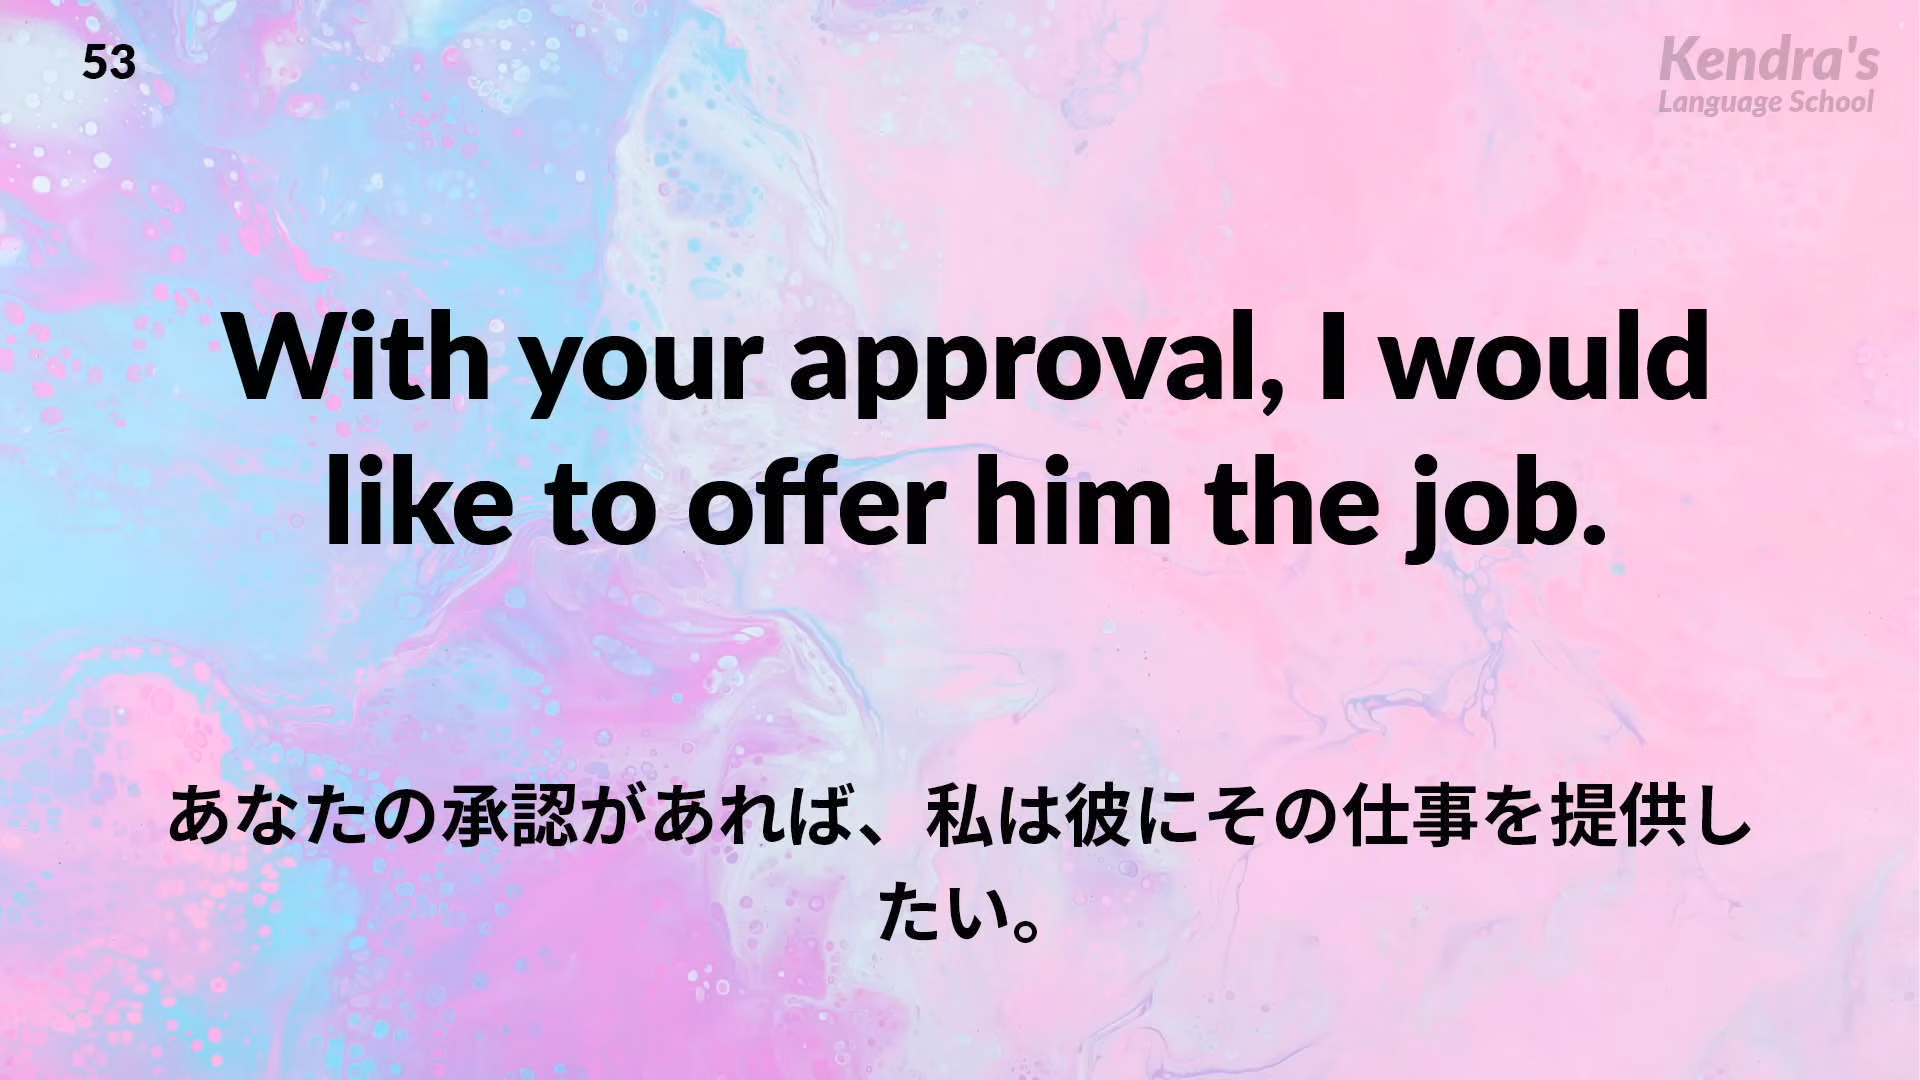 53
Kendra's
Language School
With your approval, I would
like to offer him the job.
あなたの承認があれば、私は彼にその仕事を提供し
たい。